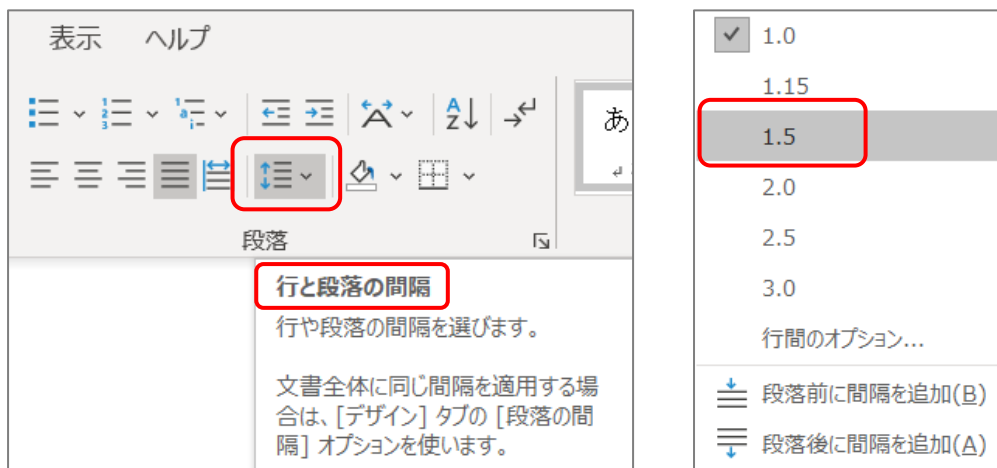 表示 ヘルプ
あ
段落
行と段落の間隔
行や段落の間隔を選びます。
文書全体に同じ間隔を適用する場
合は、[デザイン] タブの [段落の間
隔] オプションを使います。
1.0
1.15
1.5
2.0
2.5
3.0
行間のオプション...
段落前に間隔を追加(B)
段落後に間隔を追加(A)